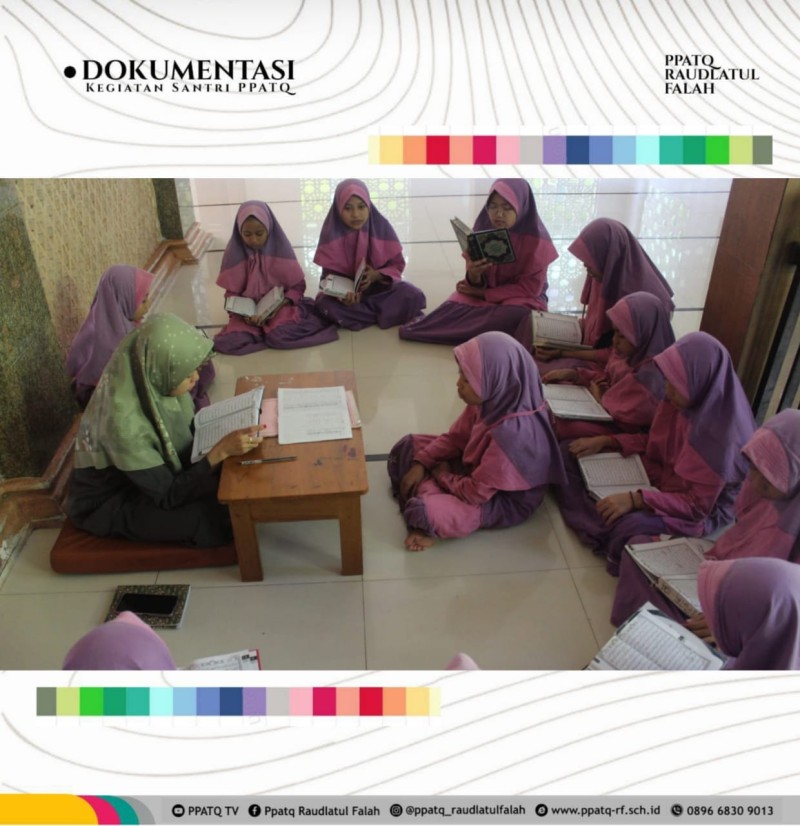 • DOKUMENTASI
Kegiatan Santri PPATQ
PPATQ
RAUDLATUL
FALAH
PPATQ TV Ppatq Raudlatul Falah @ppatq_raudlatulfalah www.ppatq-rf.sch.id 0896 6830 9013